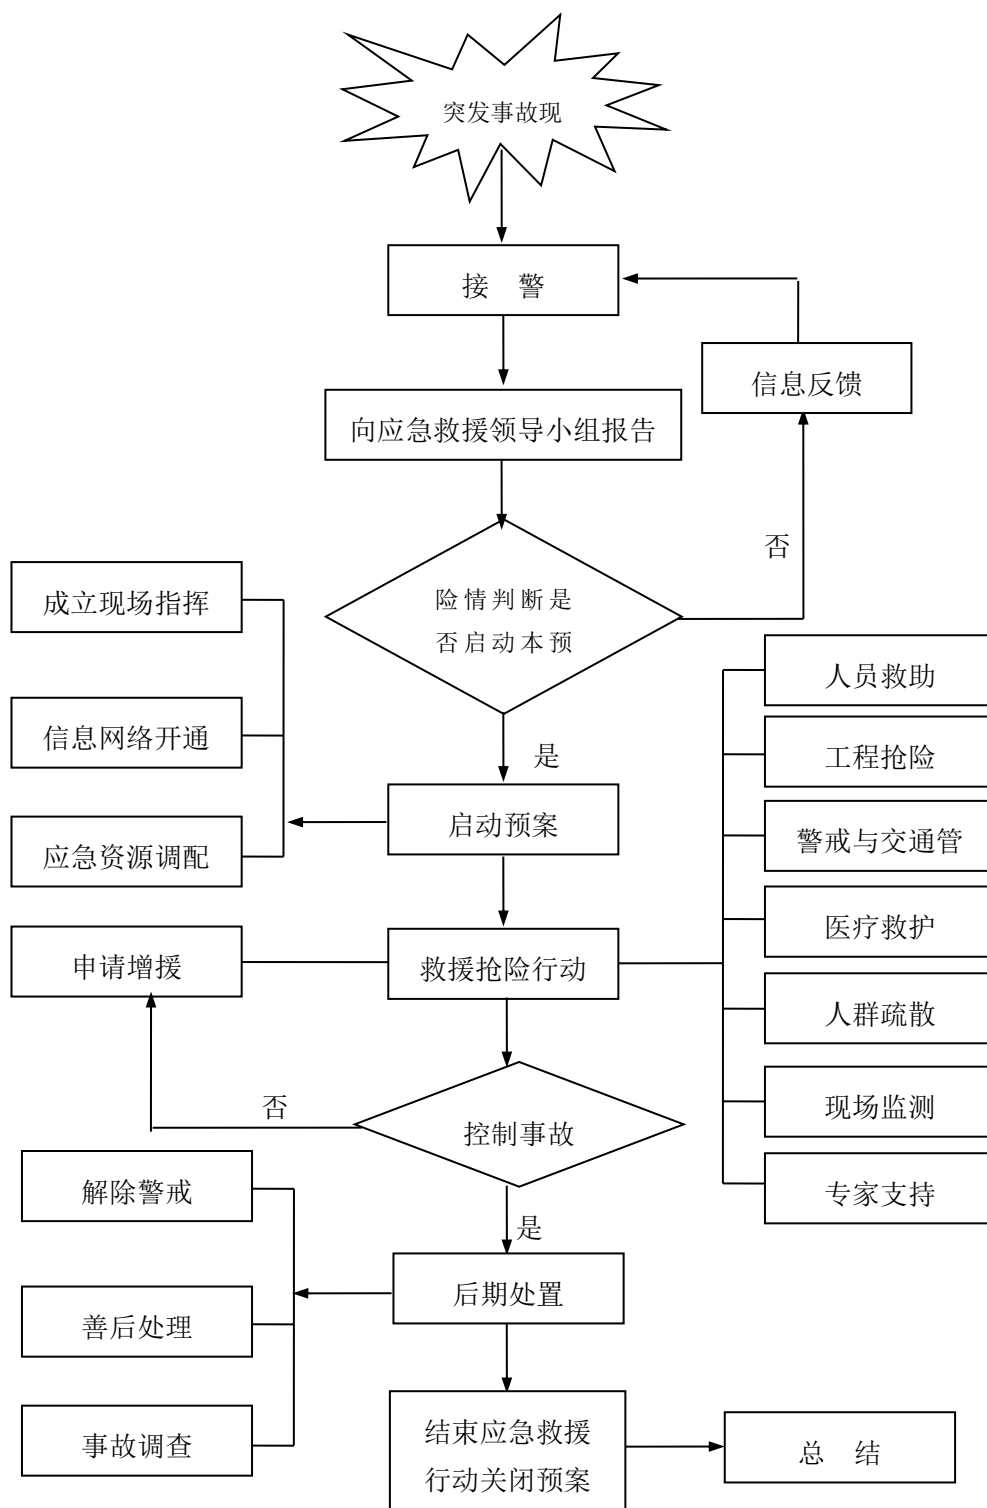 突发事故现
接 警
信息反馈
向应急救援领导小组报告
否
险情判断是
否启动本预
成立现场指挥
信息网络开通
应急资源调配
是
启动预案
人员救助
工程抢险
警戒与交通管
医疗救护
人群疏散
现场监测
专家支持
申请增援
救援抢险行动
否
控制事故
是
解除警戒
善后处理
事故调查
后期处置
结束应急救援
行动关闭预案
总 结